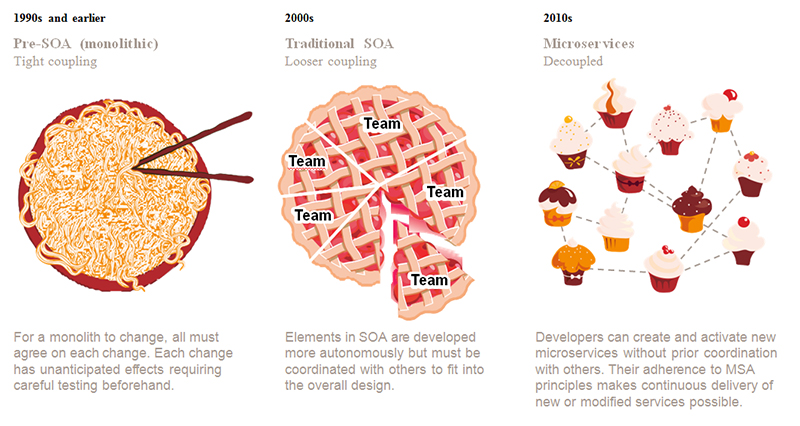 1990s and earlier
Pre-SOA (monolithic)
Tight coupling
For a monolith to change, all must
agree on each change. Each change
has unanticipated effects requiring
careful testing beforehand.
2000s
Traditional SOA
Looser coupling
Team
Team
Team
Team
Team
Elements in SOA are developed
more autonomously but must be
coordinated with others to fit into
the overall design.
2010s
Microservices
Decoupled
Developers can create and activate new
microservices without prior coordination
with others. Their adherence to MSA
principles makes continuous delivery of
new or modified services possible.